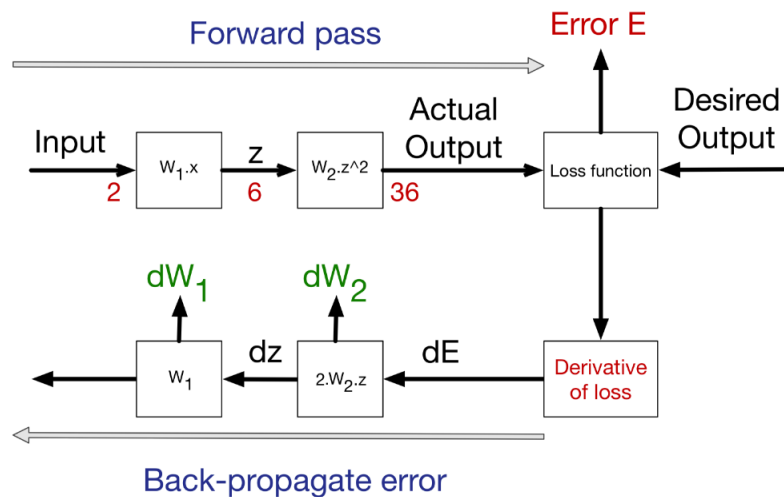 Forward pass
Error E
Input
z
Actual
Output
Desired
Output
W₁.x
W₂.z^2
Loss function
2
6
36
dW₁
dW₂
dz
dE
W₁
2.W₂.z
Derivative
of loss
Back-propagate error